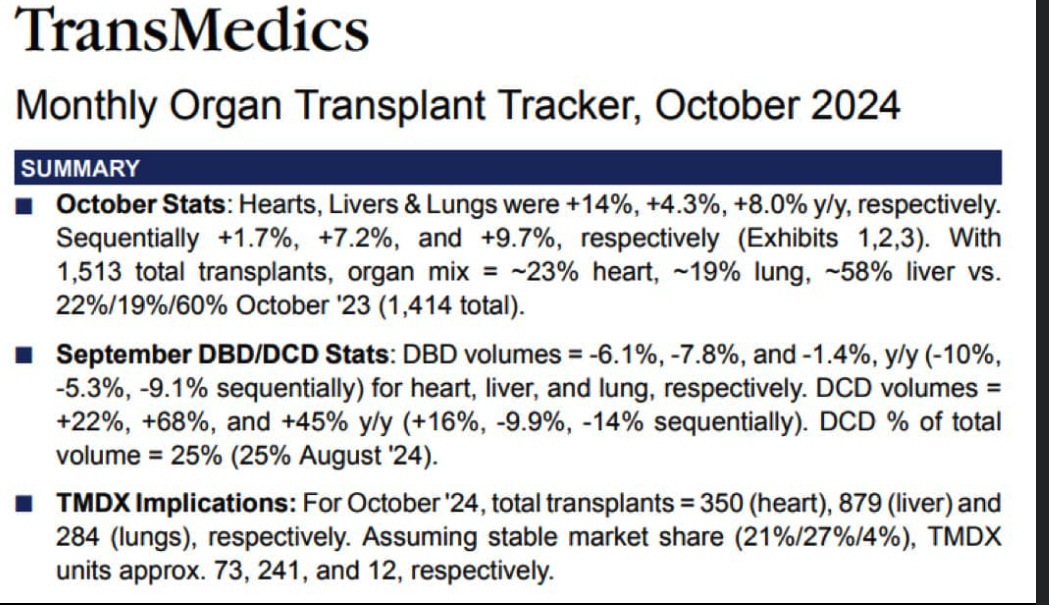 TransMedics
Monthly Organ Transplant Tracker, October 2024
SUMMARY
■ October Stats: Hearts, Livers & Lungs were +14%, +4.3%, +8.0% y/y, respectively.
Sequentially +1.7%, +7.2%, and +9.7%, respectively (Exhibits 1,2,3). With
1,513 total transplants, organ mix = ~23% heart, ~19% lung, ~58% liver vs.
22%/19%/60% October '23 (1,414 total).
■ September DBD/DCD Stats: DBD volumes = -6.1%, -7.8%, and -1.4%, y/y (-10%,
-5.3%, -9.1% sequentially) for heart, liver, and lung, respectively. DCD volumes =
+22%, +68%, and +45% y/y (+16%, -9.9%, -14% sequentially). DCD % of total
volume = 25% (25% August '24).
■ TMDX Implications: For October '24, total transplants = 350 (heart), 879 (liver) and
284 (lungs), respectively. Assuming stable market share (21%/27%/4%), TMDX
units approx. 73, 241, and 12, respectively.